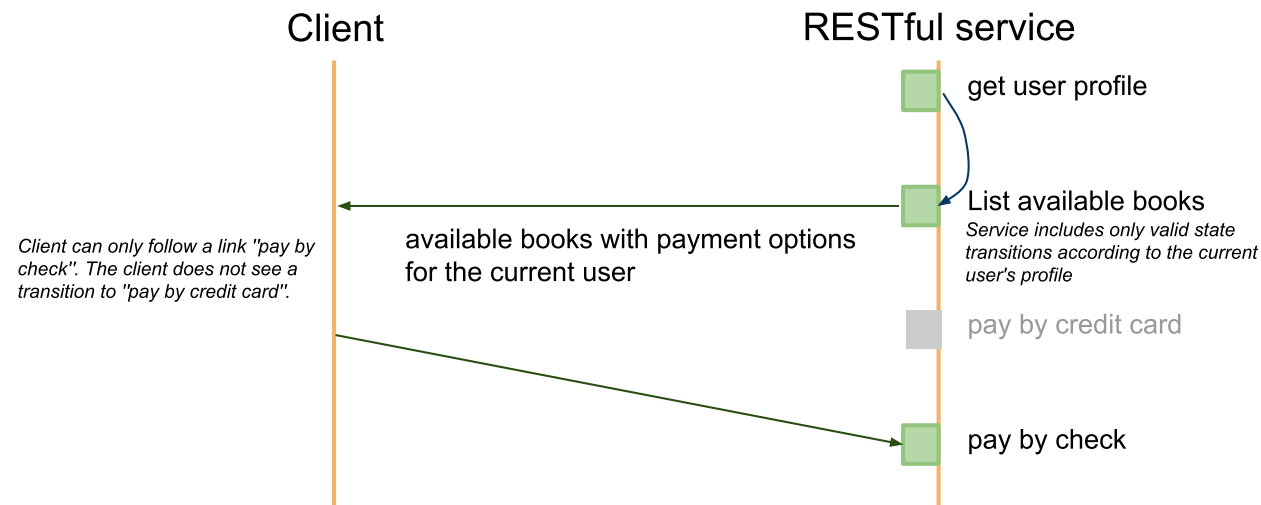 Client
RESTful service
get user profile
List available books
Service includes only valid state
transitions according to the current
user's profile
available books with payment options
for the current user
Client can only follow a link "pay by
check". The client does not see a
transition to "pay by credit card".
pay by credit card
pay by check